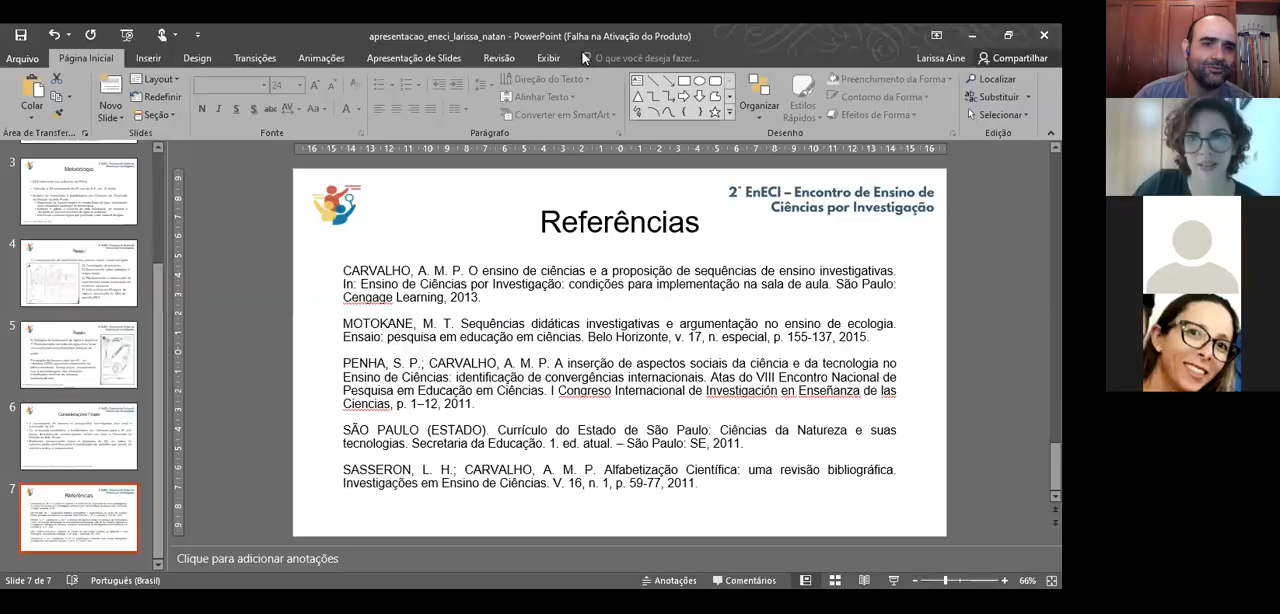 apresentacao_eneci_larissa_natan - PowerPoint (Falha na Ativação do Produto)
Arquivo Página Inicial Inserir Design Transições Animações Apresentação de Slides Revisão Exibir O que você deseja fazer... Larissa Aine Compartilhar
Colar
Novo Slide
Layout
Redefinir
Seção
24
N I S S abc AV Aa A
Direção do Texto
Alinhar Texto
Converter em SmartArt
Organizar
Estilos Rápidos
Preenchimento da Forma
Contorno da Forma
Efeitos de Forma
Localizar
Substituir
Selecionar
Área de Transfer... Slides Fonte Parágrafo Desenho Edição
3
Metodologia
4
5
6
Considerações Finais
7
Referências
2° EnECI – Encontro de Ensino de
Ciências por Investigação
Referências
CARVALHO, A. M. P. O ensino de ciências e a proposição de sequências de ensino investigativas.
In: Ensino de Ciências por Investigação: condições para implementação na sala de aula. São Paulo:
Cengage Learning, 2013.
MOTOKANE, M. T. Sequências didáticas investigativas e argumentação no ensino de ecologia.
Ensaio: pesquisa em educação em ciências. Belo Horizonte, v. 17, n. especial, p. 155-137, 2015.
PENHA, S. P.; CARVALHO, A. M. P. A inserção de aspectos sociais da ciência e da tecnologia no
Ensino de Ciências: identificação de convergências internacionais. Atas do VIII Encontro Nacional de
Pesquisa em Educação em Ciências. I Congreso Internacional de Investigación en Enseñanza de las
Ciencias, p. 1–12, 2011.
SÃO PAULO (ESTADO). Currículo do Estado de São Paulo: Ciências da natureza e suas
tecnologias. Secretaria de Educação. 1. ed. atual. – São Paulo: SE, 2011.
SASSERON, L. H.; CARVALHO, A. M. P. Alfabetização Científica: uma revisão bibliográfica.
Investigações em Ensino de Ciências. V. 16, n. 1, p. 59-77, 2011.
Clique para adicionar anotações
Slide 7 de 7 Português (Brasil) Anotações Comentários 66%